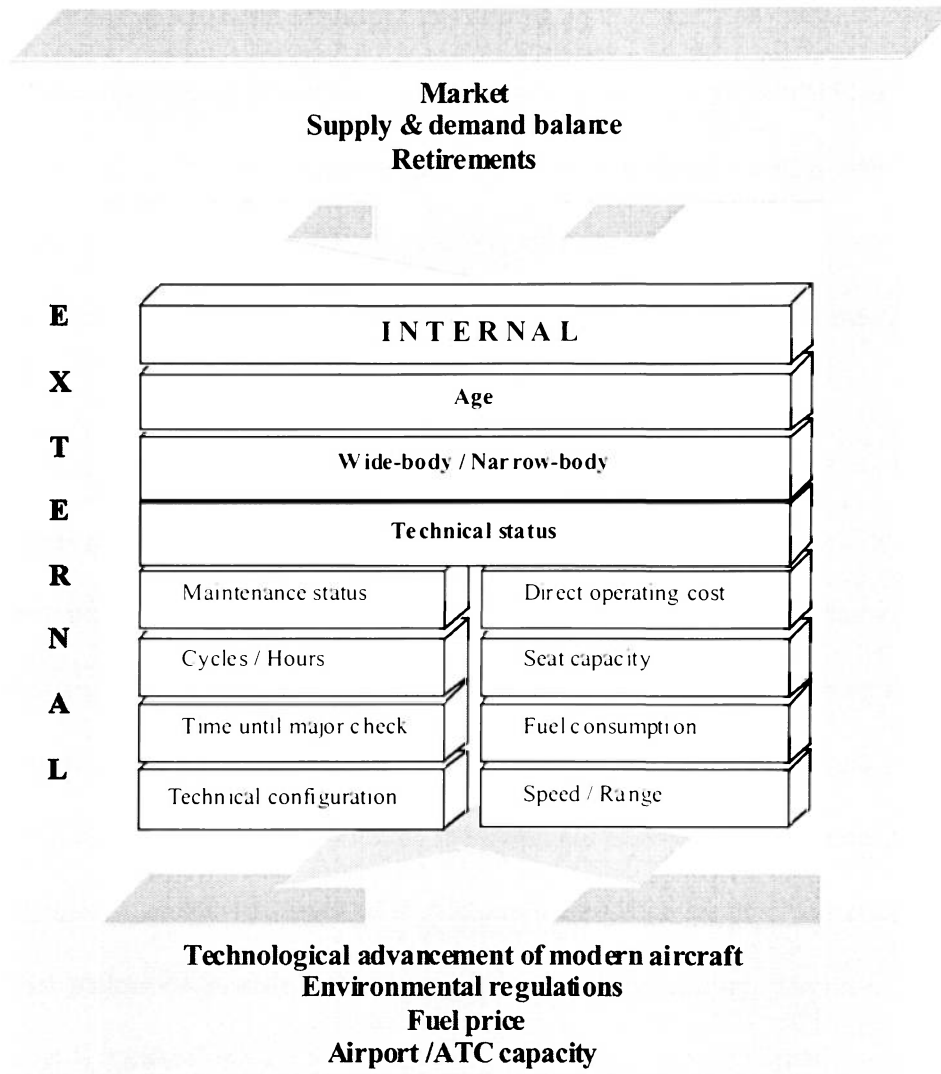 Market
Supply & demand balance
Retirements
EXTERNAL
INTERNAL
Age
Wide-body / Narrow-body
Technical status
Maintenance status
Direct operating cost
Cycles / Hours
Seat capacity
Time until major check
Fuel consumption
Technical configuration
Speed / Range
Technological advancement of modern aircraft
Environmental regulations
Fuel price
Airport /ATC capacity